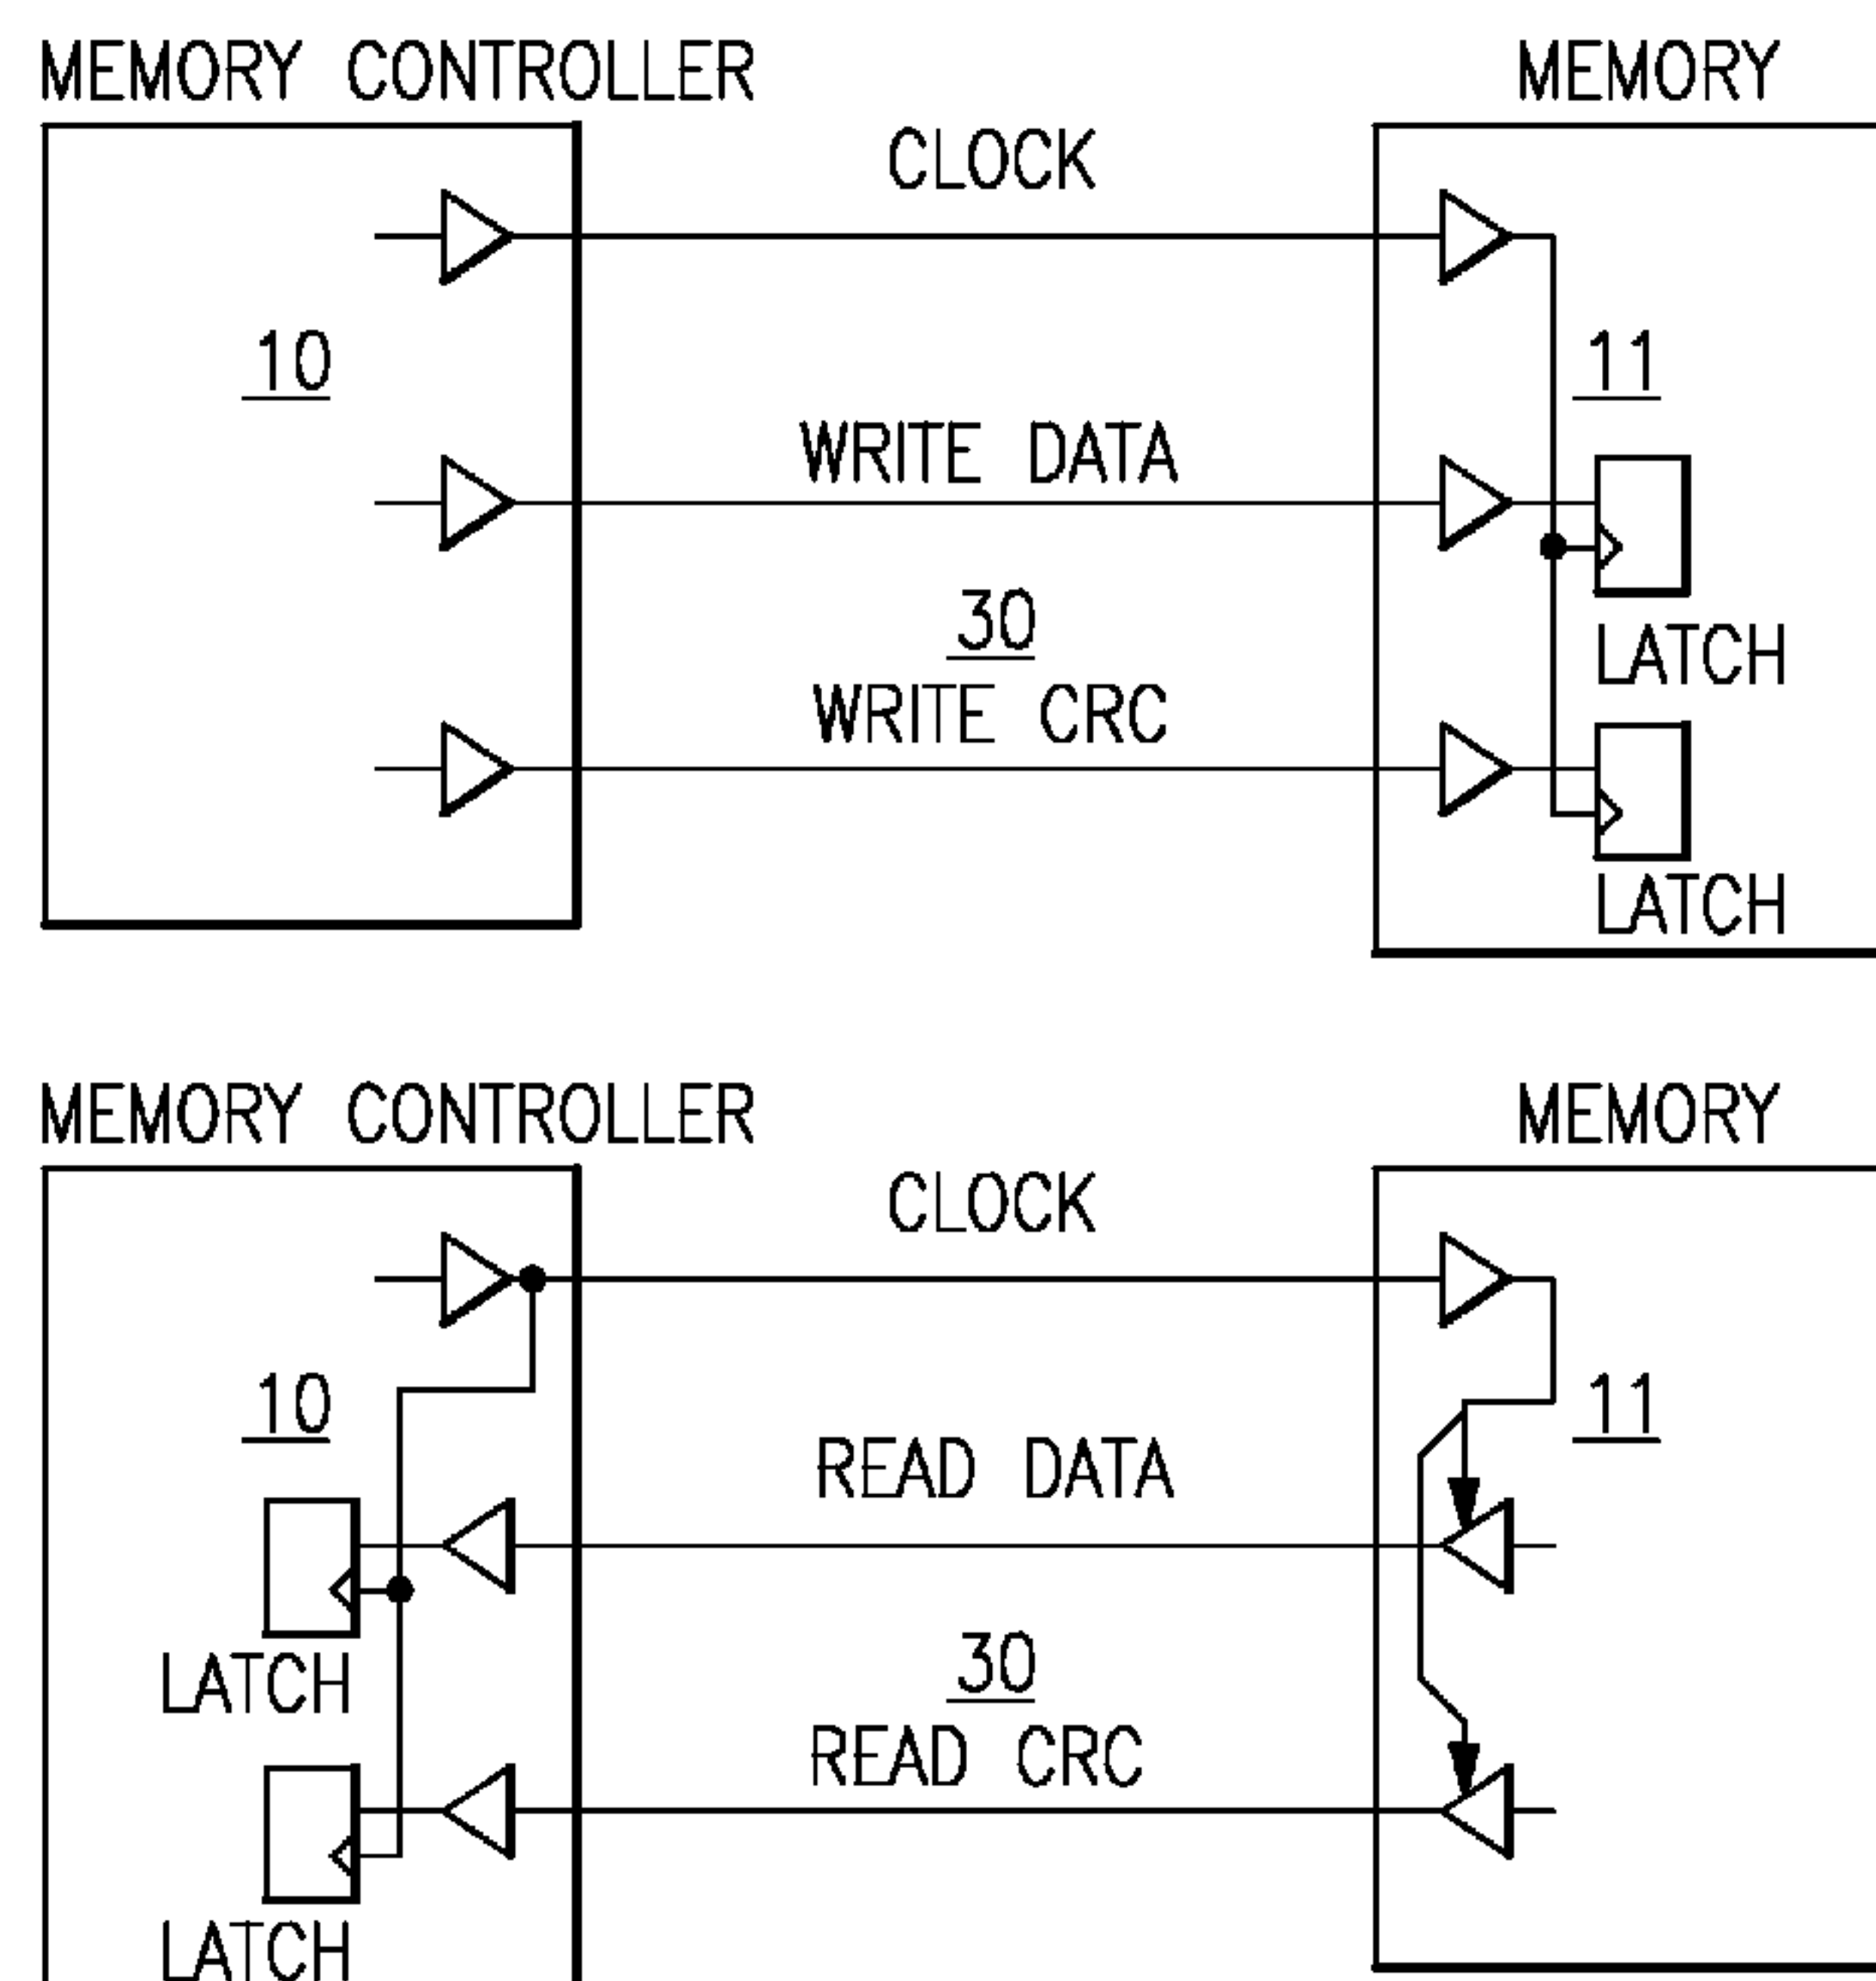 MEMORY CONTROLLER
MEMORY
CLOCK
10
11
WRITE DATA
30
LATCH
WRITE CRC
LATCH
MEMORY CONTROLLER
MEMORY
CLOCK
10
11
READ DATA
LATCH
30
READ CRC
LATCH